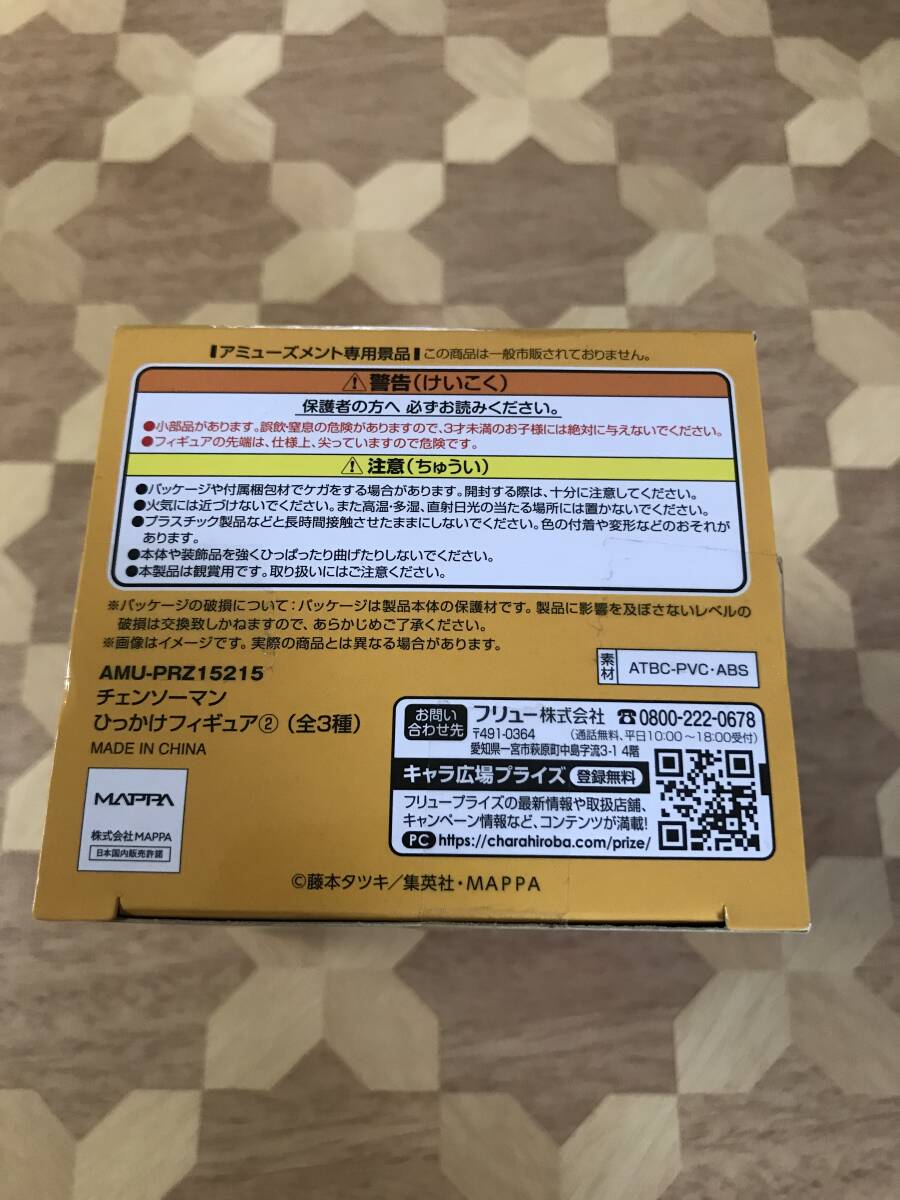 アミューズメント専用景品 この商品は一般市販されておりません。
⚠警告(けいこく)
保護者の方へ 必ずお読みください。
●小部品があります。誤飲・窒息の危険がありますので、3才未満のお子様には絶対に与えないでください。
●フィギュアの先端は、仕様上、尖っていますので危険です。
⚠注意(ちゅうい)
●パッケージや付属梱包材でケガをする場合があります。開封する際は、十分に注意してください。
●火気には近づけないでください。また高温・多湿、直射日光の当たる場所には置かないでください。
●プラスチック製品などと長時間接触させたままにしないでください。色の付着や変形などのおそれが
あります。
●本体や装飾品を強くひっぱったり曲げたりしないでください。
●本製品は観賞用です。取り扱いにはご注意ください。
※パッケージの破損について：パッケージは製品本体の保護材です。製品に影響を及ぼさないレベルの
破損は交換致しかねますので、あらかじめご了承ください。
※画像はイメージです。実際の商品とは異なる場合があります。
素材 ATBC-PVC・ABS
AMU-PRZ15215
チェンソーマン
ひっかけフィギュア② (全3種)
MADE IN CHINA
MAPPA
株式会社MAPPA
日本国内販売許諾
お問い合わせ先 フリュー株式会社 ☎0800-222-0678
〒491-0364 (通話無料、平日10:00～18:00受付)
愛知県一宮市萩原町中島字流3-1 4階
キャラ広場プライズ 登録無料
フリュープライズの最新情報や取扱店舗、
キャンペーン情報など、コンテンツが満載!
PC https://charahiroba.com/prize/
©藤本タツキ／集英社・MAPPA